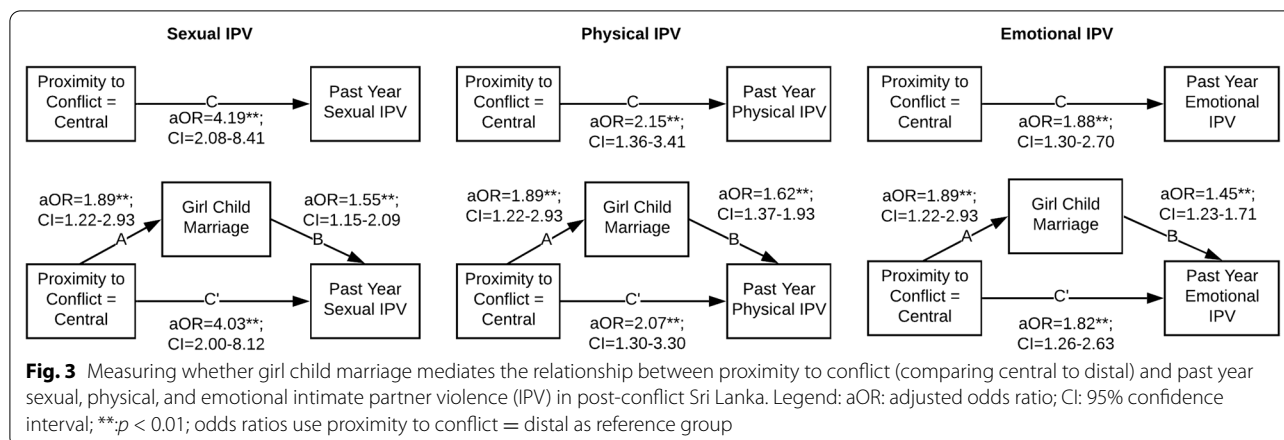 Sexual IPV
Proximity to
Conflict =
Central
C
aOR=4.19**;
CI=2.08-8.41
Past Year
Sexual IPV
aOR=1.89**;
CI=1.22-2.93
A
Girl Child
Marriage
aOR=1.55**;
CI=1.15-2.09
B
Proximity to
Conflict =
Central
C'
aOR=4.03**;
CI=2.00-8.12
Past Year
Sexual IPV
Physical IPV
Proximity to
Conflict =
Central
C
aOR=2.15**;
CI=1.36-3.41
Past Year
Physical IPV
aOR=1.89**;
CI=1.22-2.93
A
Girl Child
Marriage
aOR=1.62**;
CI=1.37-1.93
B
Proximity to
Conflict =
Central
C'
aOR=2.07**;
CI=1.30-3.30
Past Year
Physical IPV
Emotional IPV
Proximity to
Conflict =
Central
C
aOR=1.88**;
CI=1.30-2.70
Past Year
Emotional
IPV
aOR=1.89**;
CI=1.22-2.93
A
Girl Child
Marriage
aOR=1.45**;
CI=1.23-1.71
B
Proximity to
Conflict =
Central
C'
aOR=1.82**;
CI=1.26-2.63
Past Year
Emotional
IPV
Fig. 3 Measuring whether girl child marriage mediates the relationship between proximity to conflict (comparing central to distal) and past year
sexual, physical, and emotional intimate partner violence (IPV) in post-conflict Sri Lanka. Legend: aOR: adjusted odds ratio; CI: 95% confidence
interval; **:p < 0.01; odds ratios use proximity to conflict = distal as reference group